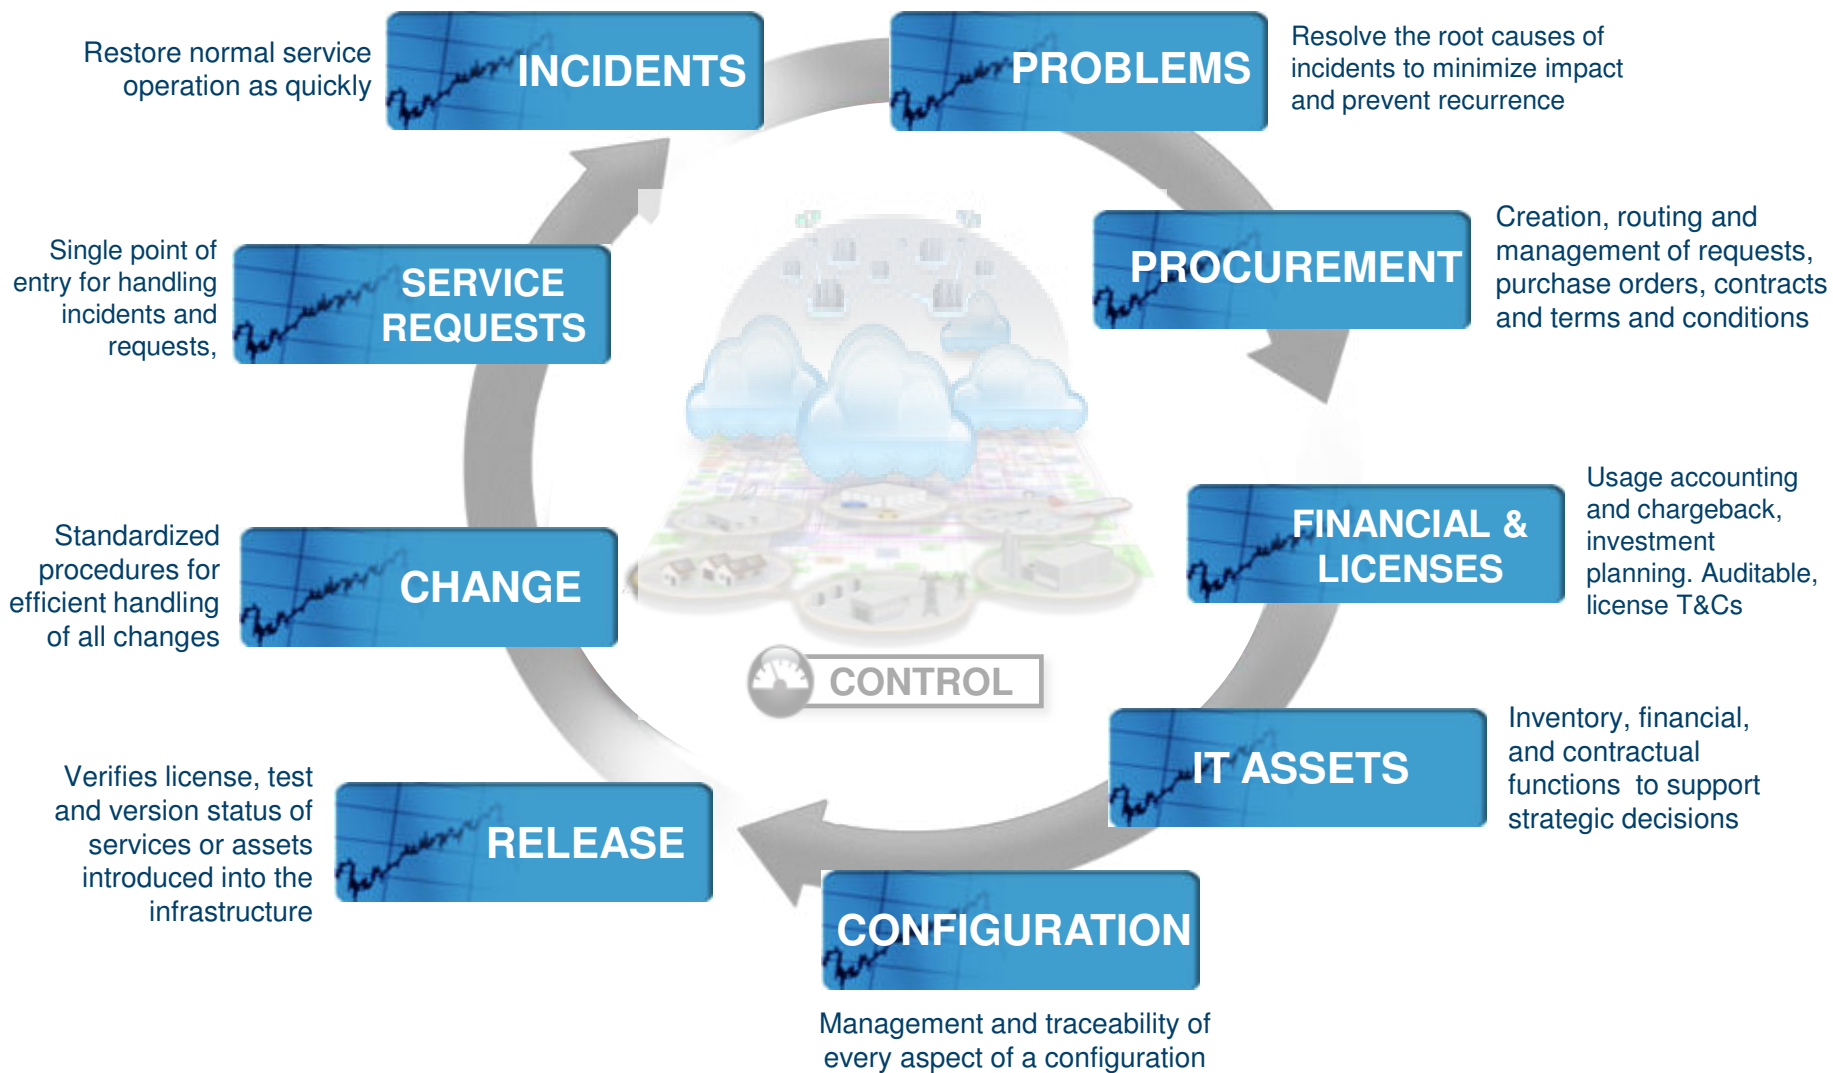 Restore normal service
operation as quickly
INCIDENTS
PROBLEMS
Resolve the root causes of
incidents to minimize impact
and prevent recurrence
Single point of
entry for handling
incidents and
requests,
SERVICE
REQUESTS
PROCUREMENT
Creation, routing and
management of requests,
purchase orders, contracts
and terms and conditions
Standardized
procedures for
efficient handling
of all changes
CHANGE
FINANCIAL &
LICENSES
Usage accounting
and chargeback,
investment
planning. Auditable,
license T&Cs
CONTROL
Verifies license, test
and version status of
services or assets
introduced into the
infrastructure
RELEASE
IT ASSETS
Inventory, financial,
and contractual
functions  to support
strategic decisions
CONFIGURATION
Management and traceability of
every aspect of a configuration